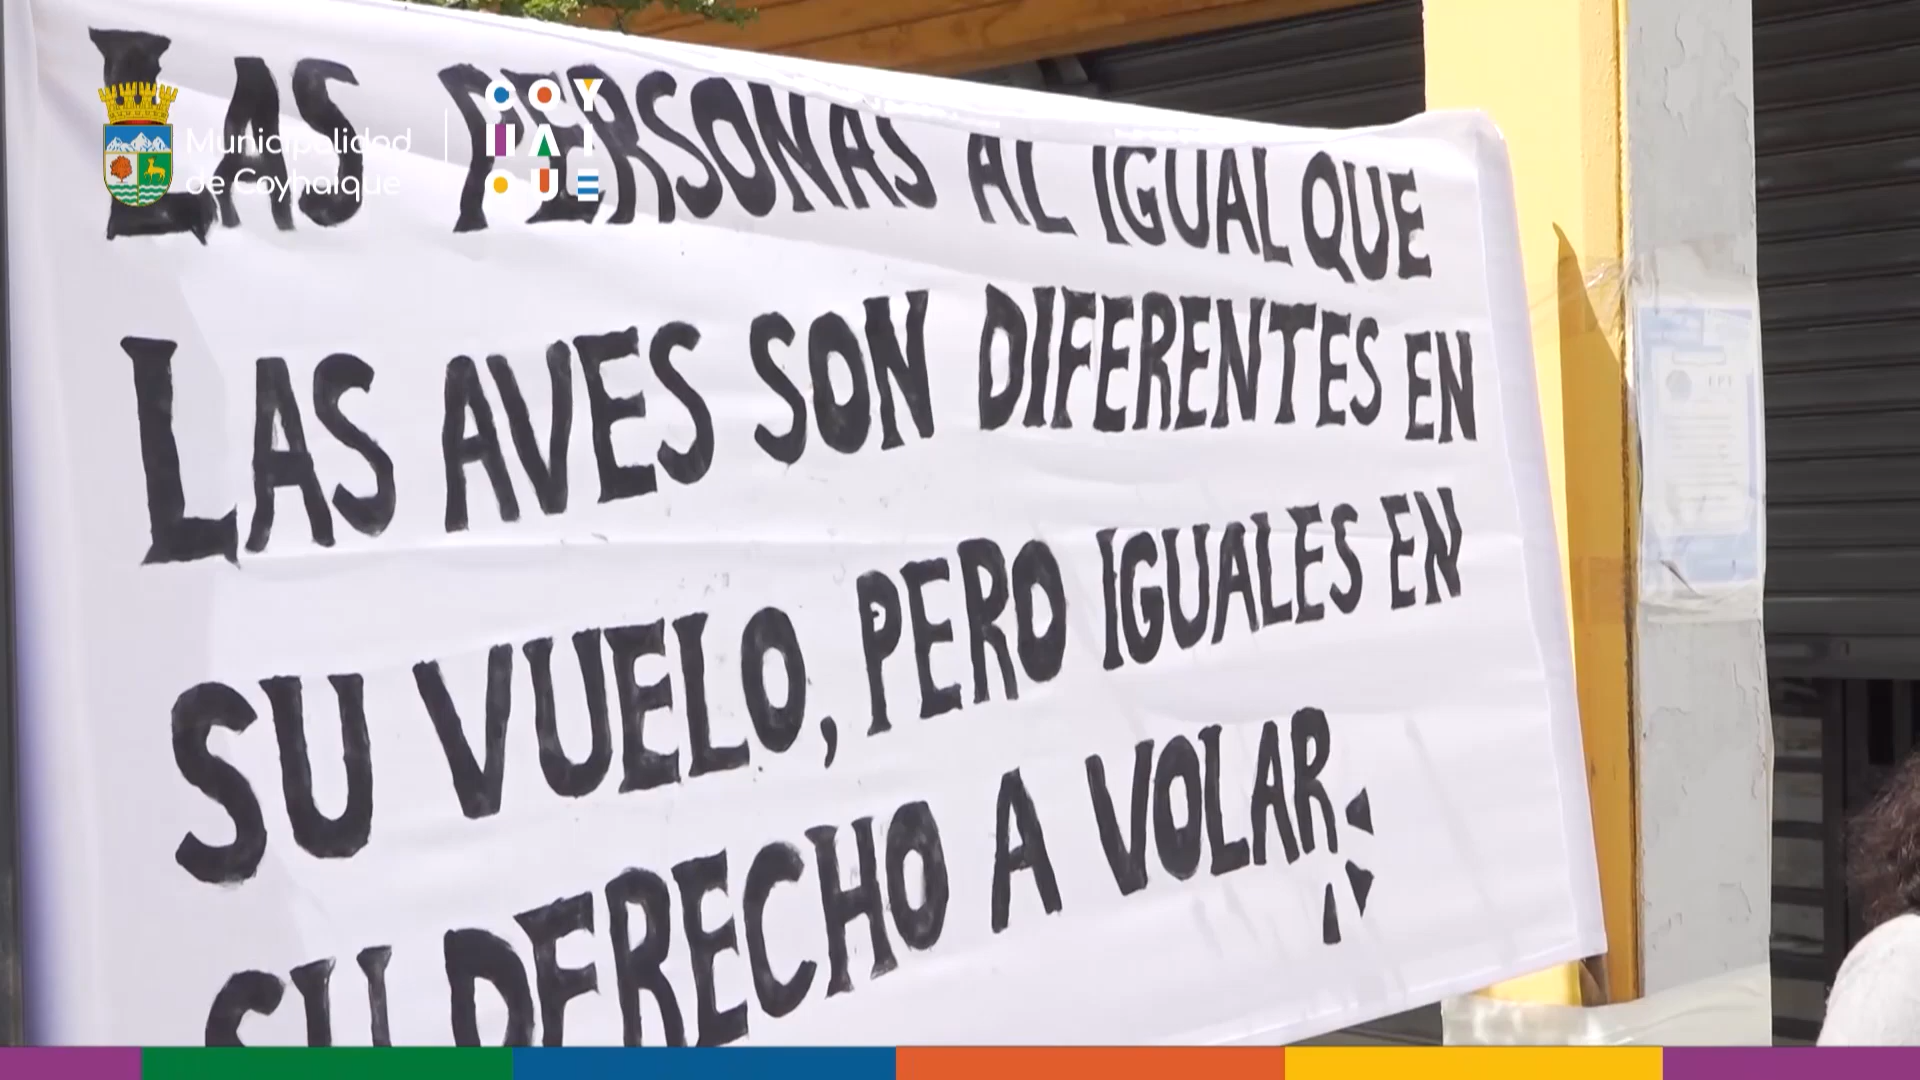 LAS PERSONAS AL IGUAL QUE
LAS AVES SON DIFERENTES EN
SU VUELO, PERO IGUALES EN
SU DERECHO A VOLAR
Municipalidad
de Coyhaique
COY
HAI
QUE